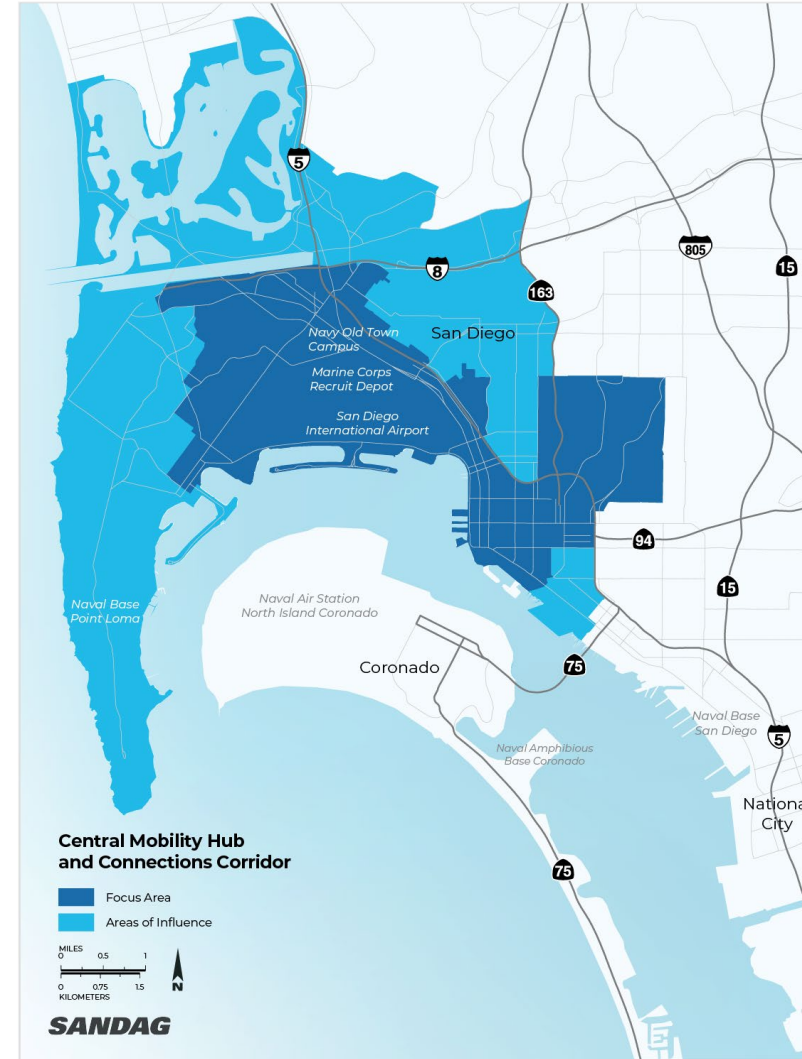 5
805
15
8
163
Navy Old Town
Campus
San Diego
Marine Corps
Recruit Depot
San Diego
International Airport
94
15
Naval Base
Point Loma
Naval Air Station
North Island Coronado
Coronado
75
Naval Base
San Diego
5
Naval Amphibious
Base Coronado
Nationa
City
75
Central Mobility Hub
and Connections Corridor
Focus Area
Areas of Influence
MILES
0 0.5 1
0 0.75 1.5
KILOMETERS
N
SANDAG